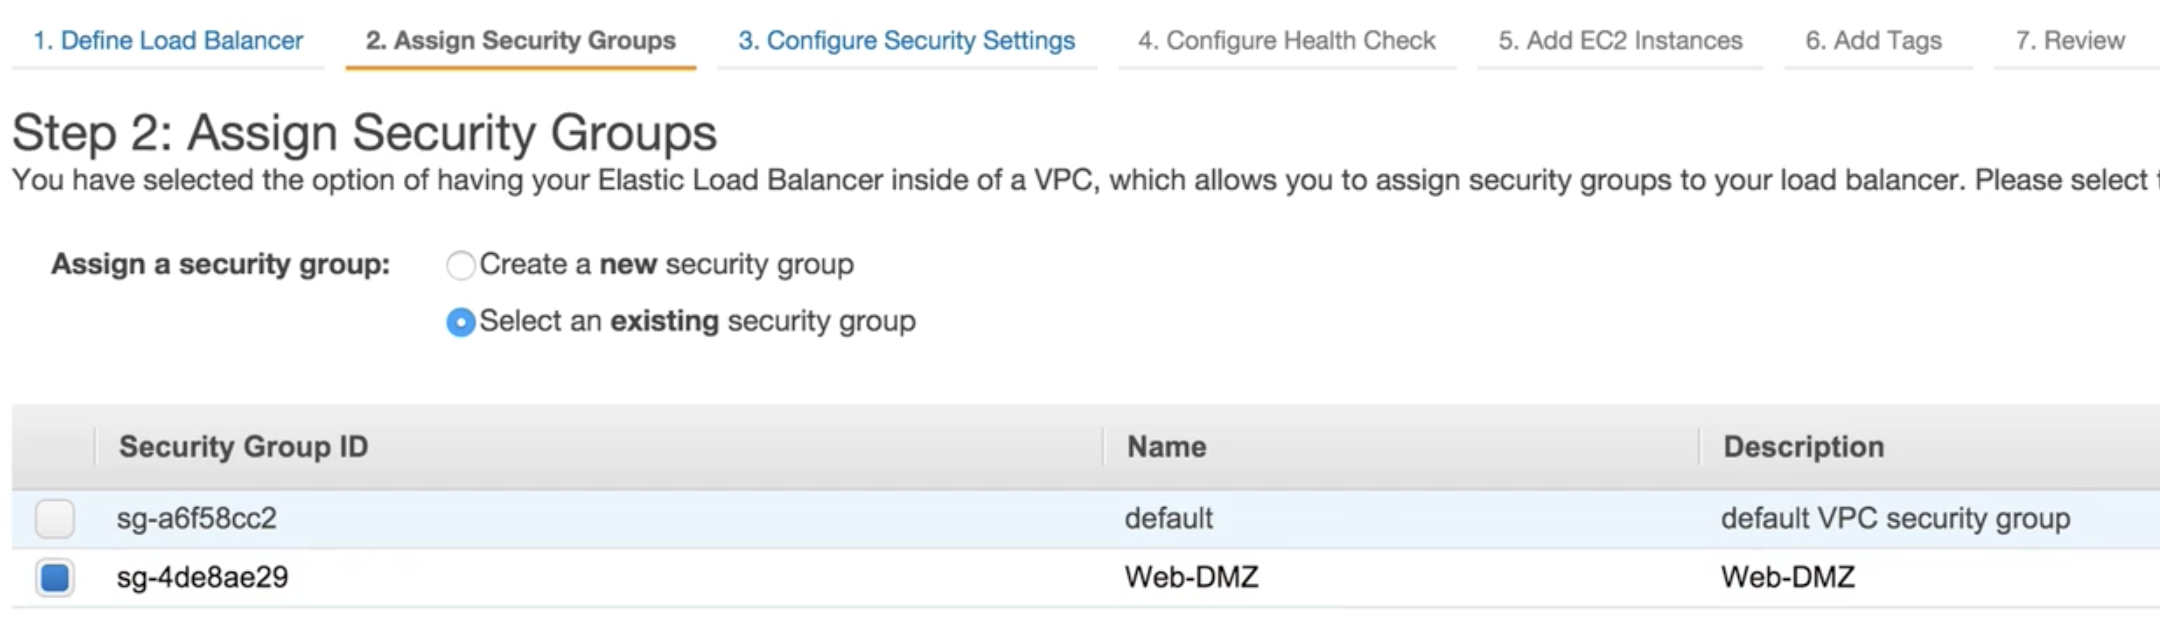 1. Define Load Balancer 2. Assign Security Groups 3. Configure Security Settings 4. Configure Health Check 5. Add EC2 Instances 6. Add Tags 7. Review
Step 2: Assign Security Groups
You have selected the option of having your Elastic Load Balancer inside of a VPC, which allows you to assign security groups to your load balancer. Please select
Assign a security group: Create a new security group
Select an existing security group
Security Group ID Name Description
sg-a6f58cc2 default default VPC security group
sg-4de8ae29 Web-DMZ Web-DMZ